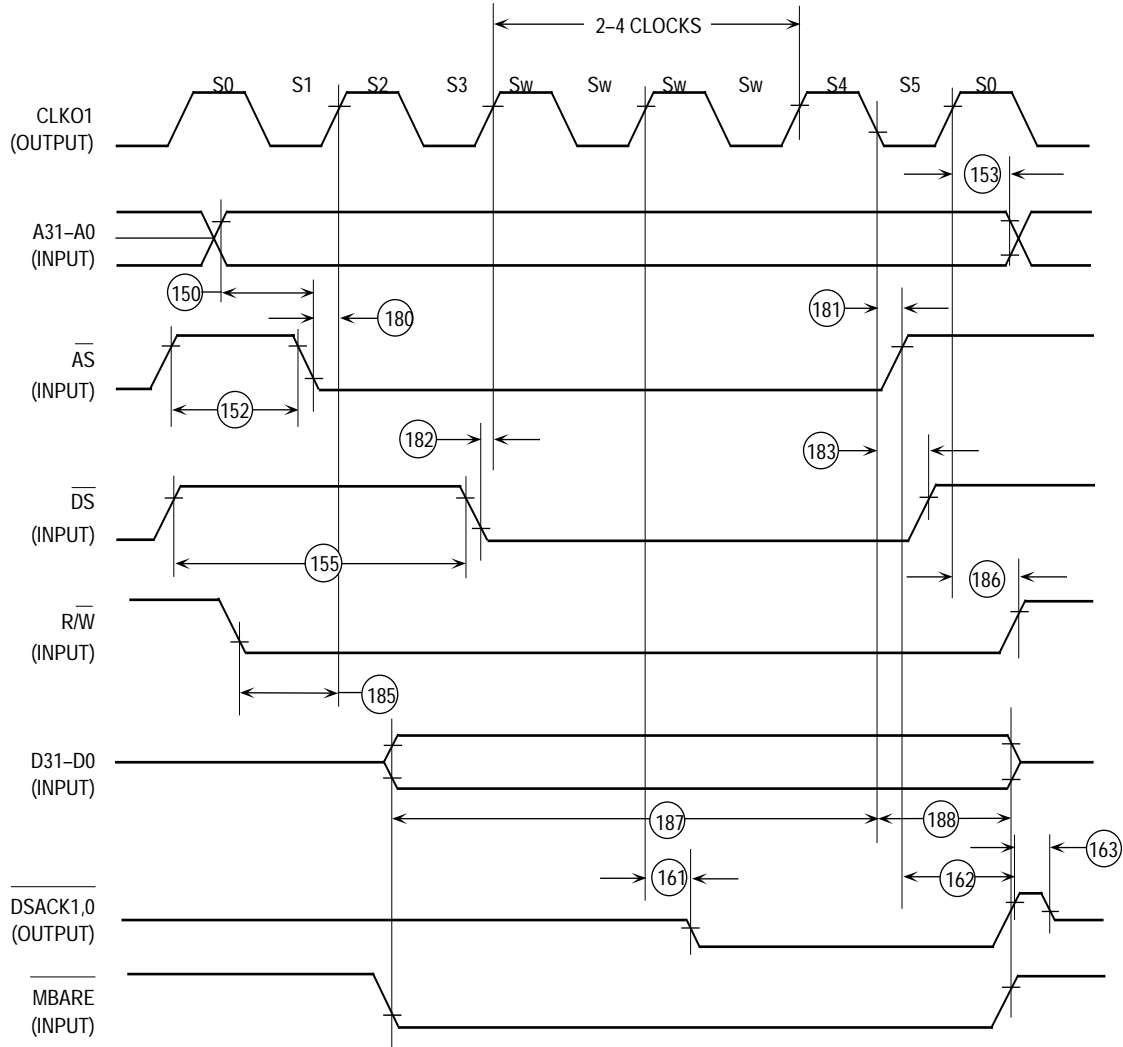 2–4 CLOCKS
S0 S1 S2 S3 Sw Sw Sw Sw S4 S5 S0
CLKO1
(OUTPUT)
153
A31–A0
(INPUT)
150
180
181
AS
(INPUT)
152
182
183
DS
(INPUT)
155
186
R/W
(INPUT)
185
D31–D0
(INPUT)
187
188
163
161
162
DSACK1,0
(OUTPUT)
MBARE
(INPUT)